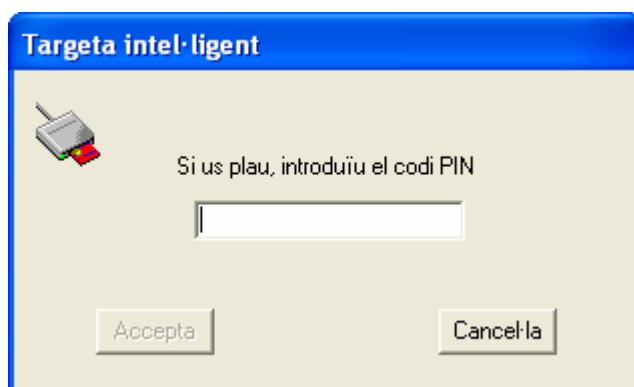 Targeta intel·ligent
Si us plau, introduïu el codi PIN
Accepta
Cancel·la